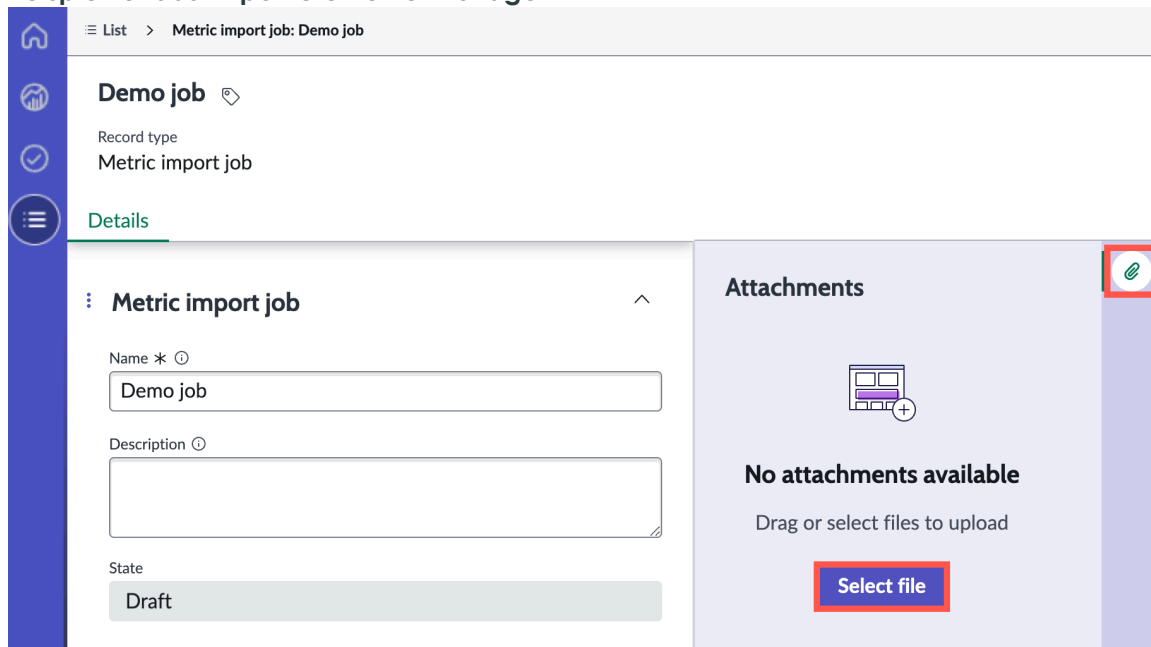 List > Metric import job: Demo job
Demo job
Record type
Metric import job
Details
Metric import job
Name *
Demo job
Description
State
Draft
Attachments
No attachments available
Drag or select files to upload
Select file